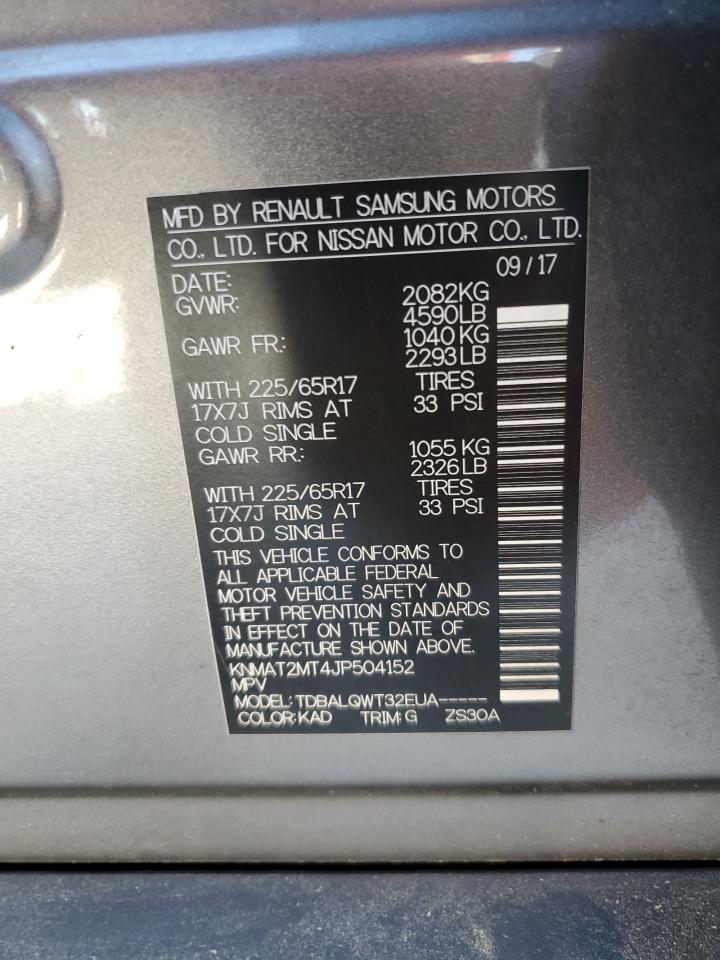 MFD BY RENAULT SAMSUNG MOTORS
CO., LTD. FOR NISSAN MOTOR CO., LTD.
DATE: 09/17
GVWR: 2082KG
4590LB
GAWR FR.: 1040KG
2293LB
WITH 225/65R17 TIRES
17X7J RIMS AT 33 PSI
COLD SINGLE
GAWR RR.: 1055KG
2326LB
WITH 225/65R17 TIRES
17X7J RIMS AT 33 PSI
COLD SINGLE
THIS VEHICLE CONFORMS TO
ALL APPLICABLE FEDERAL
MOTOR VEHICLE SAFETY AND
THEFT PREVENTION STANDARDS
IN EFFECT ON THE DATE OF
MANUFACTURE SHOWN ABOVE.
KNMAT2MT4JP504152
MPV
MODEL: TDBALQWT32EUA-----
COLOR: KAD TRIM: G ZS30A